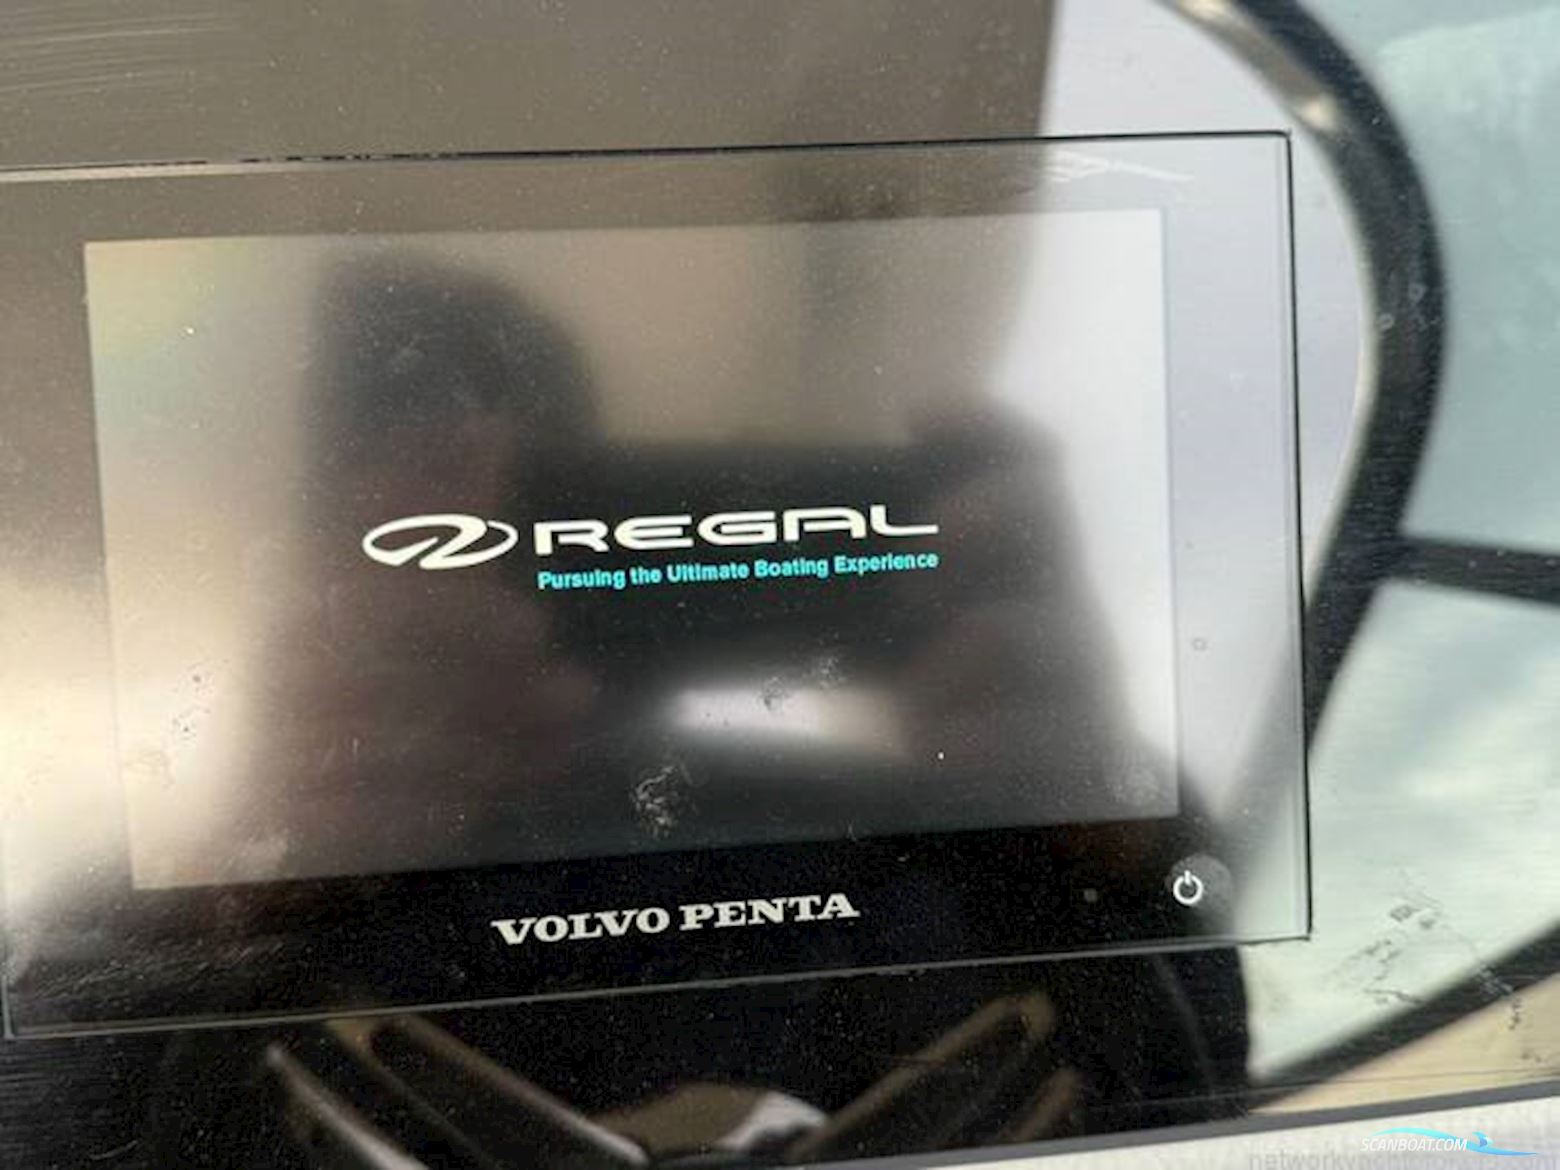 REGAL
Pursuing the Ultimate Boating Experience
VOLVO PENTA
SCANBOAT.COM